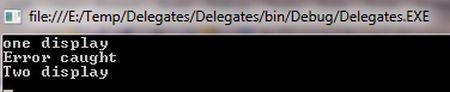 file:///E:/Temp/Delegates/Delegates/bin/Debug/Delegates.EXE
one display
Error caught
Two display